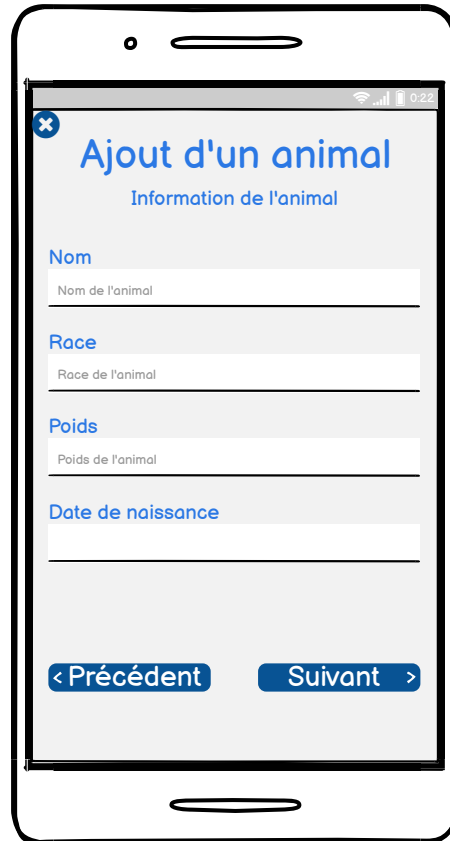 0:22
Ajout d'un animal
Information de l'animal
Nom
Nom de l'animal
Race
Race de l'animal
Poids
Poids de l'animal
Date de naissance
< Précédent
Suivant >